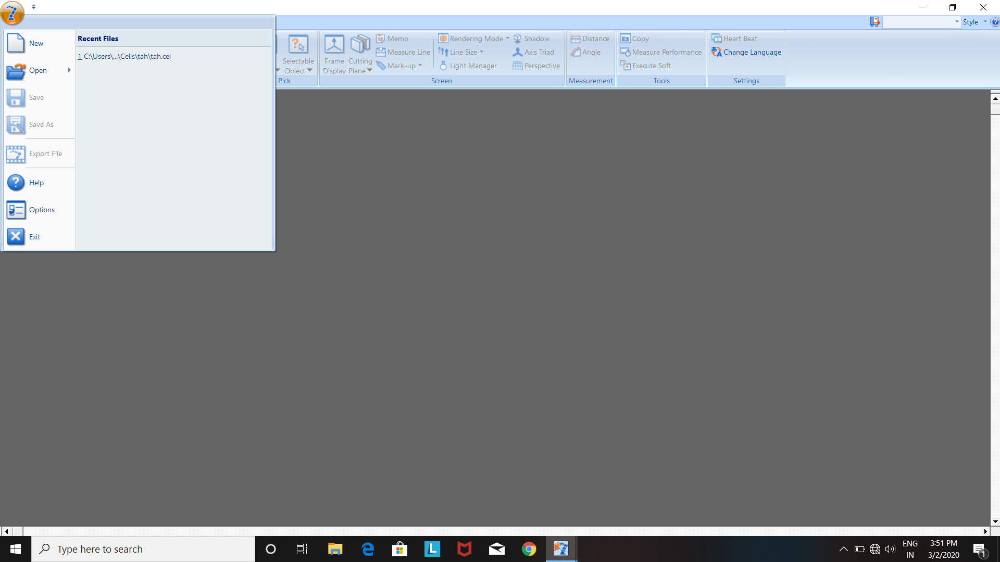 Style
New
Open
Save
Save As
Export File
Help
Options
Exit
Recent Files
1 C:\Users\...\Cells\tah\tah.cel
Selectable
Object
Pick
Frame
Display
Cutting
Plane
Memo
Measure Line
Mark-up
Rendering Mode
Line Size
Light Manager
Shadow
Axis Triad
Perspective
Screen
Distance
Angle
Measurement
Copy
Measure Performance
Execute Soft
Tools
Heart Beat
Change Language
Settings
Type here to search
ENG
IN
3:51 PM
3/2/2020
1